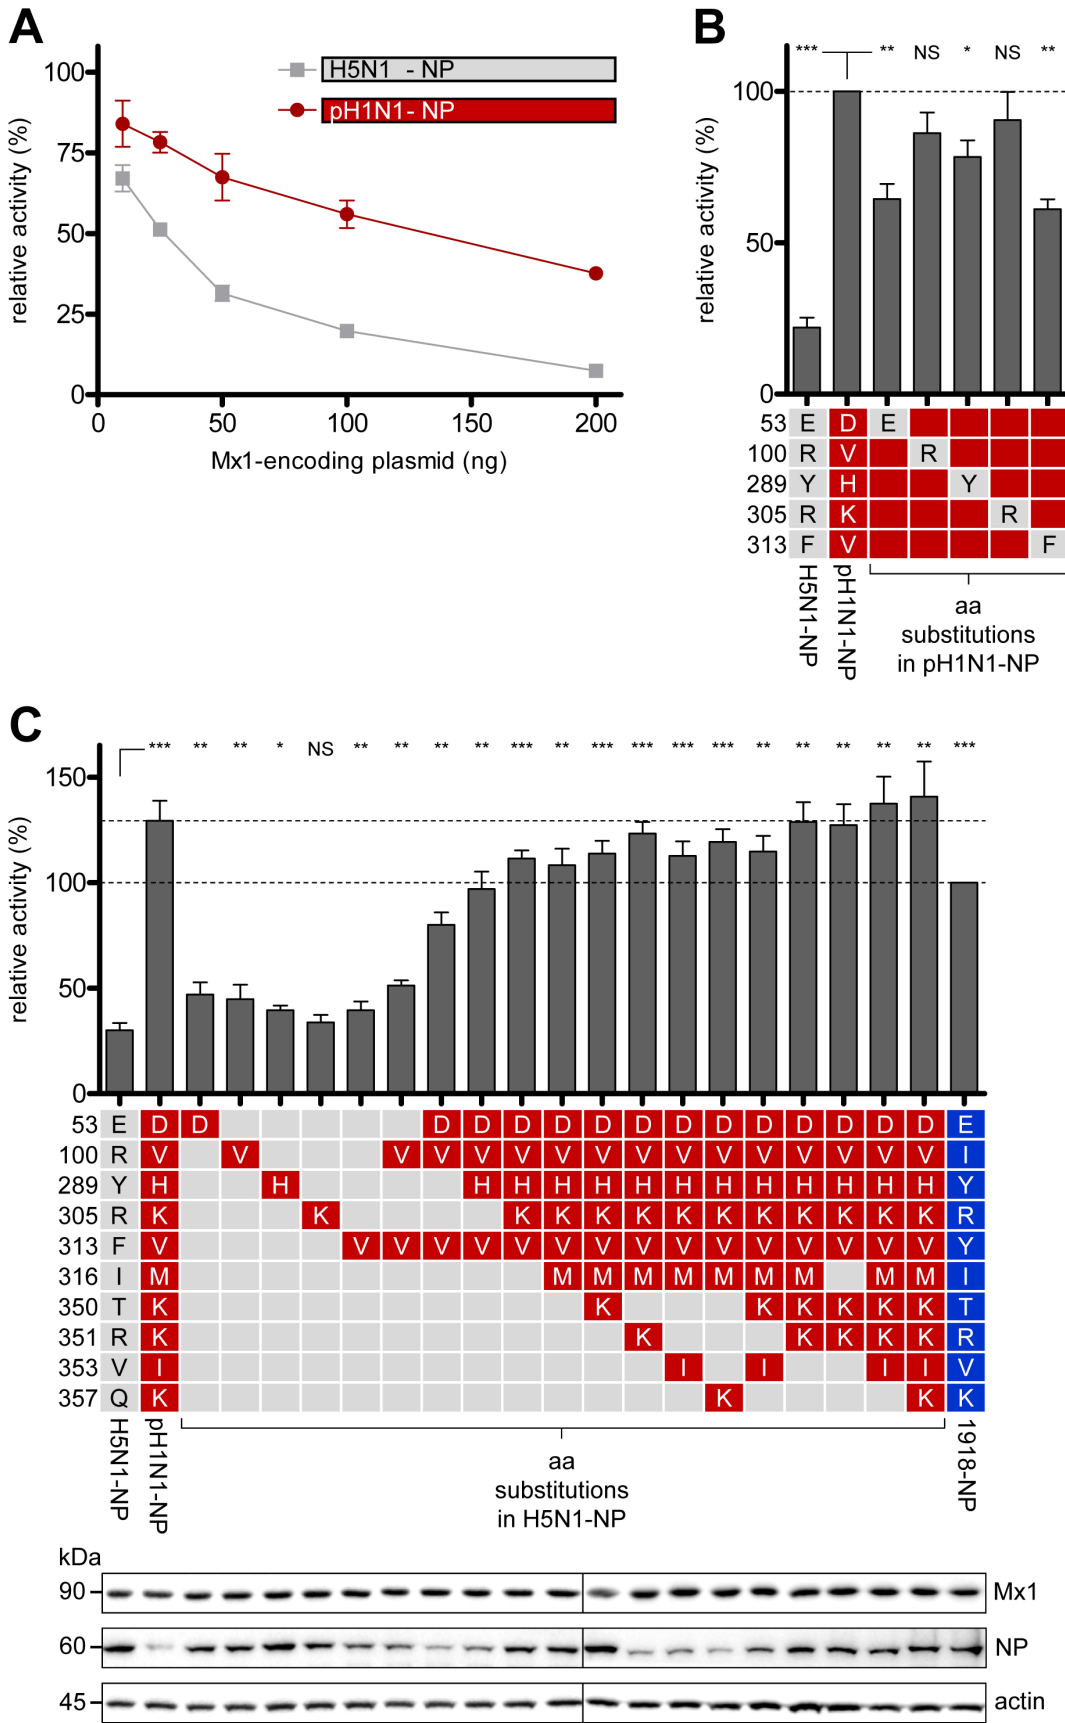 A
100
75
50
25
0
relative activity (%)
H5N1 - NP
pH1N1- NP
0 50 100 150 200
Mx1-encoding plasmid (ng)
B
*** ** NS * NS **
100
50
0
relative activity (%)
53 E D E
100 R V R
289 Y H Y
305 R K R
313 F V F
H5N1-NP
pH1N1-NP
aa
substitutions
in pH1N1-NP
C
*** ** ** * NS ** ** ** ** *** ** *** *** *** *** ** ** ** ** ** ***
150
100
50
0
relative activity (%)
53 E D D D D D D D D D D D D D D D E
100 R V V V V V V V V V V V V V V V V I
289 Y H H H H H H H H H H H H H H Y
305 R K K K K K K K K K K K K K R
313 F V V V V V V V V V V V V V V V V Y
316 I M M M M M M M M M M I
350 T K K K K K K K T
351 R K K K K K K R
353 V I I I I I V
357 Q K K K K
H5N1-NP
pH1N1-NP
aa
substitutions
in H5N1-NP
1918-NP
kDa
90 Mx1
60 NP
45 actin